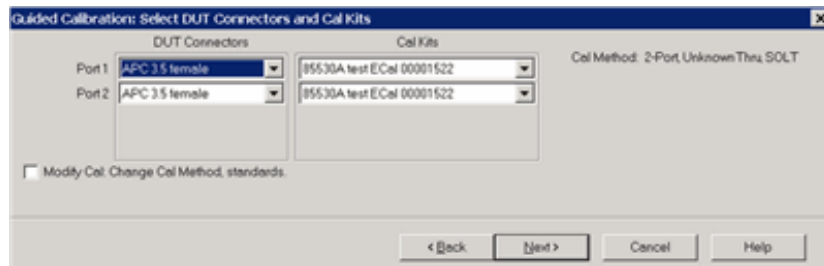 Guided Calibration: Select DUT Connectors and Cal Kits
DUT Connectors Cal Kits
Cal Method: 2-Port, Unknown Thru, SOLT
Port 1 APC 3.5 female 85530A test ECal 00001522
Port 2 APC 3.5 female 85530A test ECal 00001522
Modify Cal: Change Cal Method, standards.
< Back Next > Cancel Help